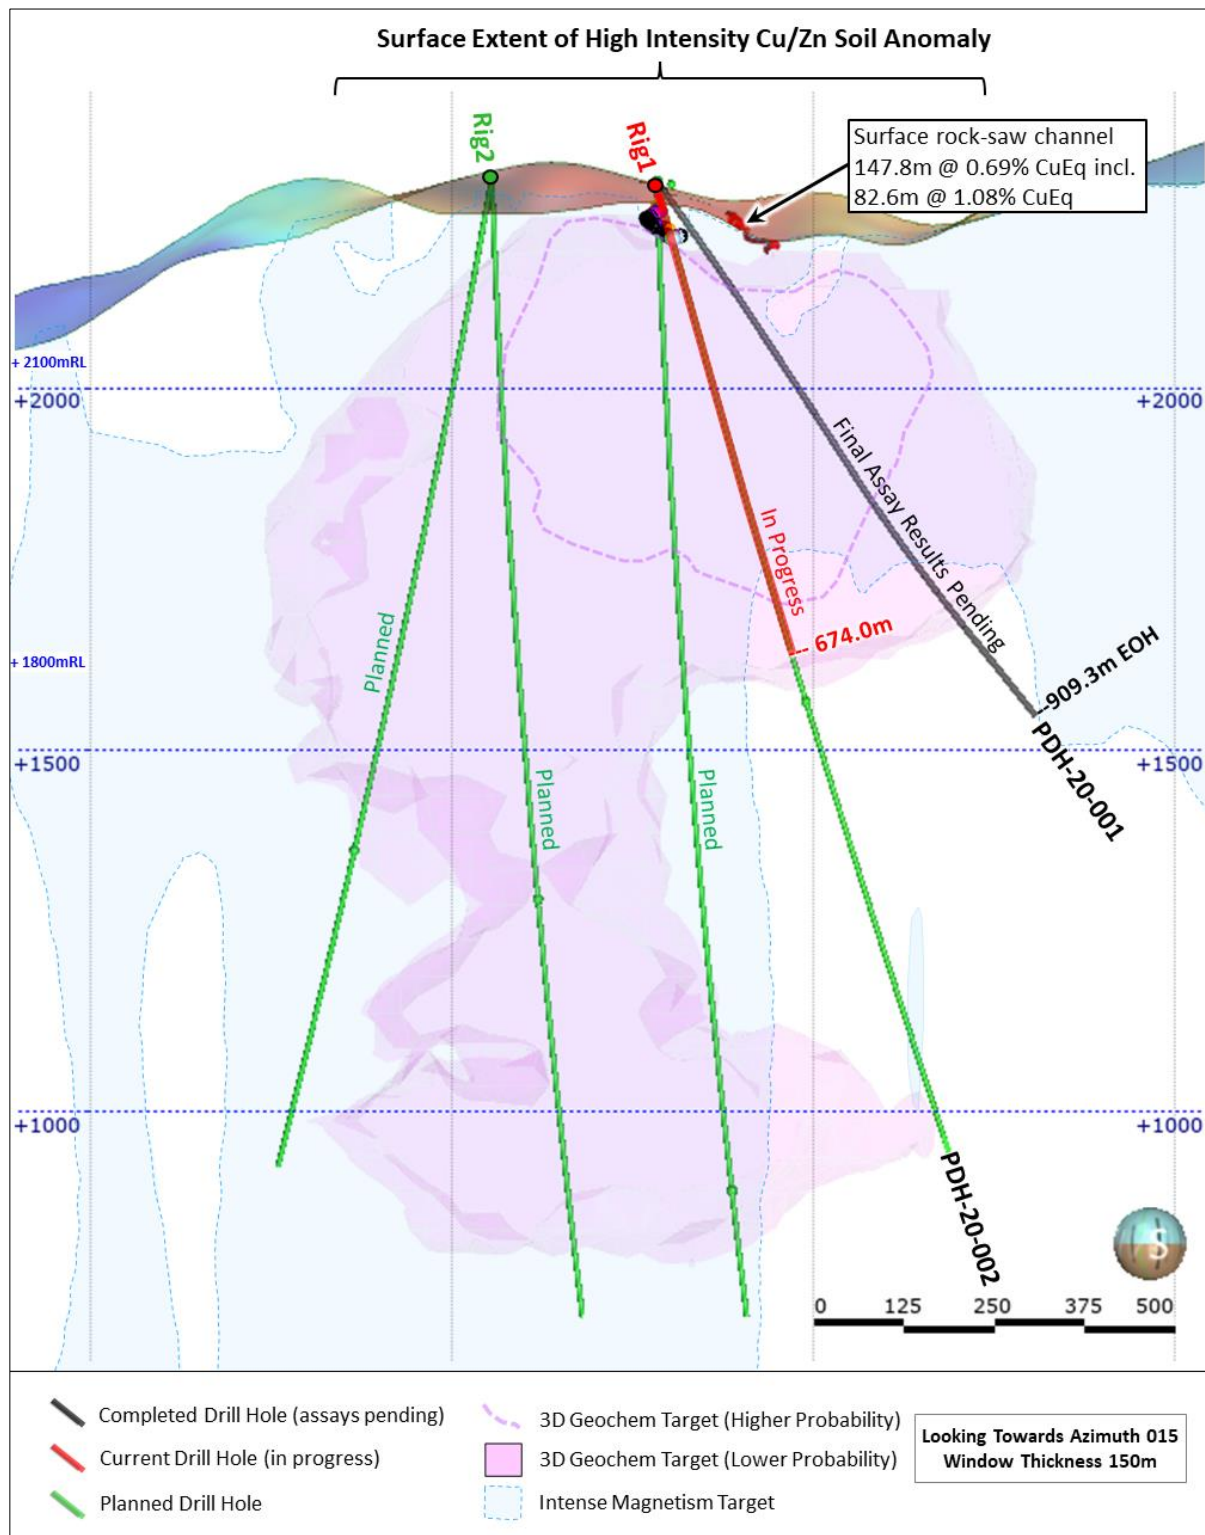 Surface Extent of High Intensity Cu/Zn Soil Anomaly
Rig2
Rig1
Surface rock-saw channel
147.8m @ 0.69% CuEq incl.
82.6m @ 1.08% CuEq
+ 2100mRL
+2000
+2000
Final Assay Results Pending
In Progress
674.0m
Planned
+ 1800mRL
909.3m EOH
PDH-20-001
+1500
+1500
Planned
Planned
+1000
+1000
PDH-20-002
S
0 125 250 375 500
Completed Drill Hole (assays pending)
Current Drill Hole (in progress)
Planned Drill Hole
3D Geochem Target (Higher Probability)
3D Geochem Target (Lower Probability)
Intense Magnetism Target
Looking Towards Azimuth 015
Window Thickness 150m